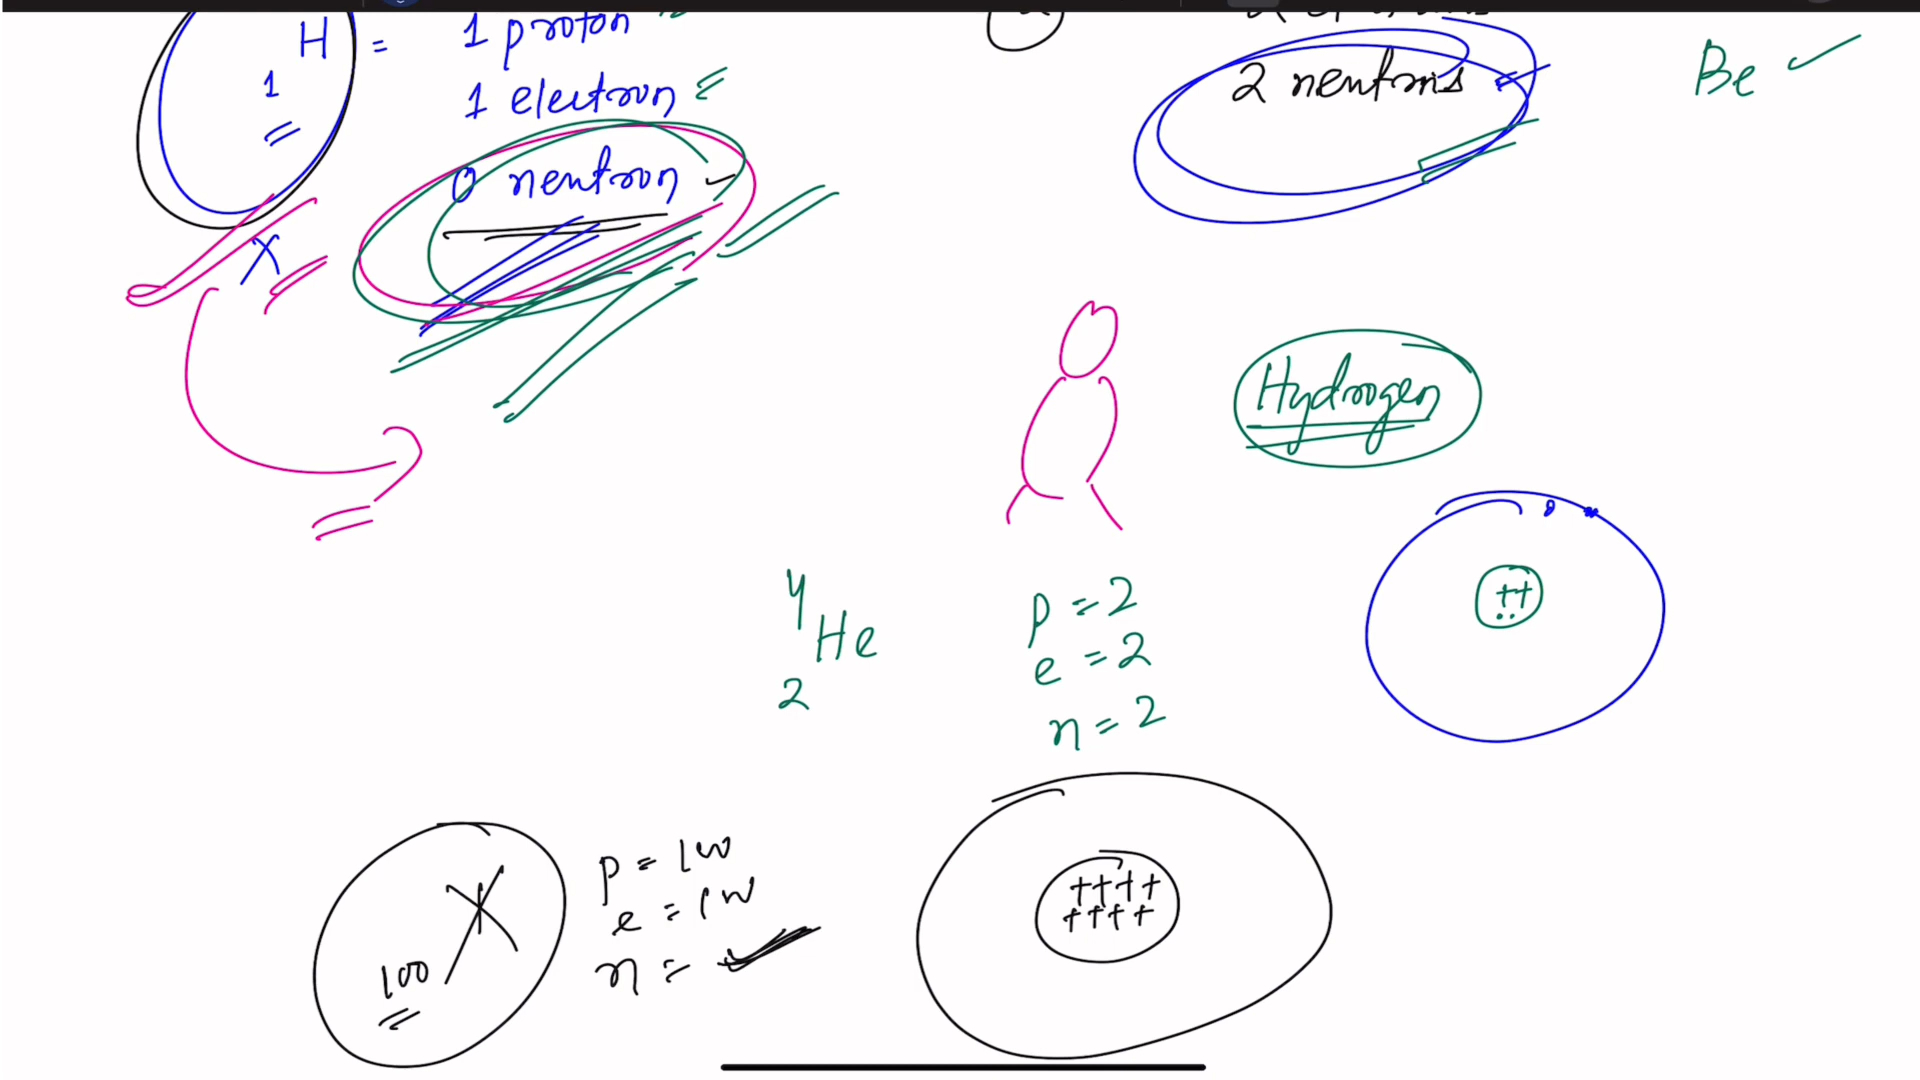 H = 1 proton
1
1 electron
0 neutron
X
2 neutrons
Be
Hydrogen
4
He
2
p = 2
e = 2
n = 2
++
X
100
p = 100
e = 100
n =
++++
++++